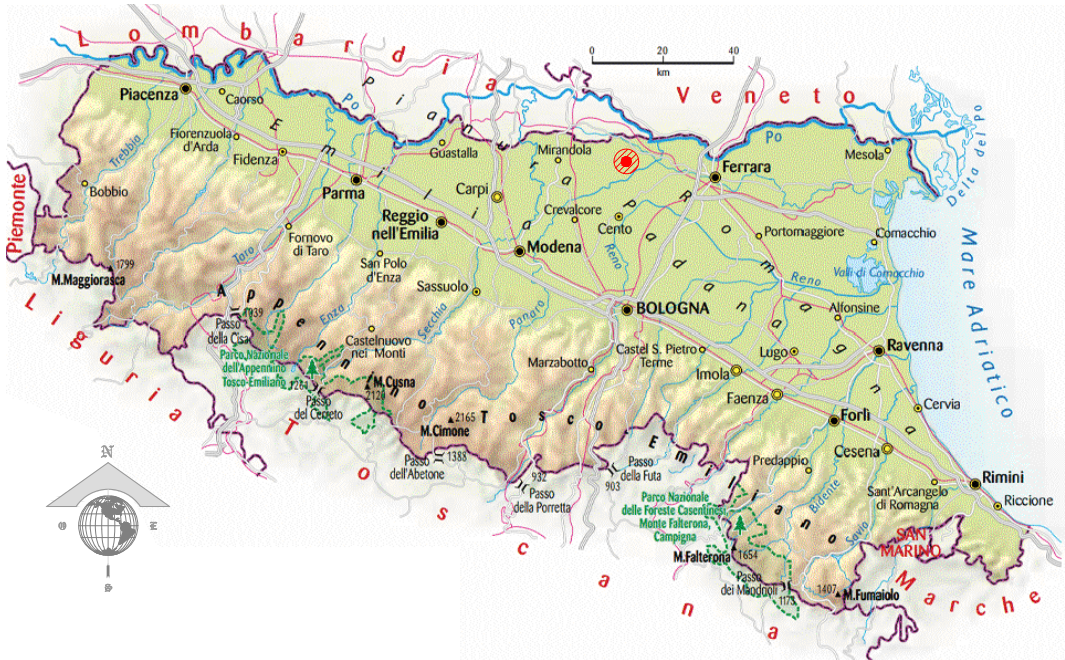 Lombardia
0 20 40
km
Veneto
Piacenza
Caorso
Po
Pianura Padana
Po
Emilia
Romagna
Fiorenzuola
d'Arda
Trebbia
Fidenza
Guastalla
Mirandola
Mesola
Delta del Po
Ferrara
Bobbio
Parma
Carpi
Piemonte
Crevalcore
Cento
Reggio
nell'Emilia
Portomaggiore
Comacchio
Fornovo
di Taro
Modena
Reno
Taro
San Polo
d'Enza
Valli di Comacchio
Mare Adriatico
1799
M.Maggiorasca
Sassuolo
Reno
Liguria
Appennino Tosco Emiliano
1039
Enza
Secchia
Panaro
BOLOGNA
Alfonsine
Passo
della Cisa
Castelnuovo
nei Monti
Castel S. Pietro
Terme
Lugo
Ravenna
Parco Nazionale
dell'Appennino
Tosco-Emiliano
Marzabotto
Imola
1261
M.Cusna
2120
Faenza
Passo
del Cerreto
2165
M.Cimone
Forlì
Cervia
Toscana
Cesena
1388
Passo
dell'Abetone
932
Passo
della Porretta
903
Passo
della Futa
Predappio
Rimini
Sant'Arcangelo
di Romagna
Riccione
N
O E
S
Parco Nazionale
delle Foreste Casentinesi,
Monte Falterona,
Campigna
Bidente
Savio
SAN
MARINO
M.Falterona
1654
Passo
dei Mandrioli
1173
1407
M.Fumaiolo
Marche